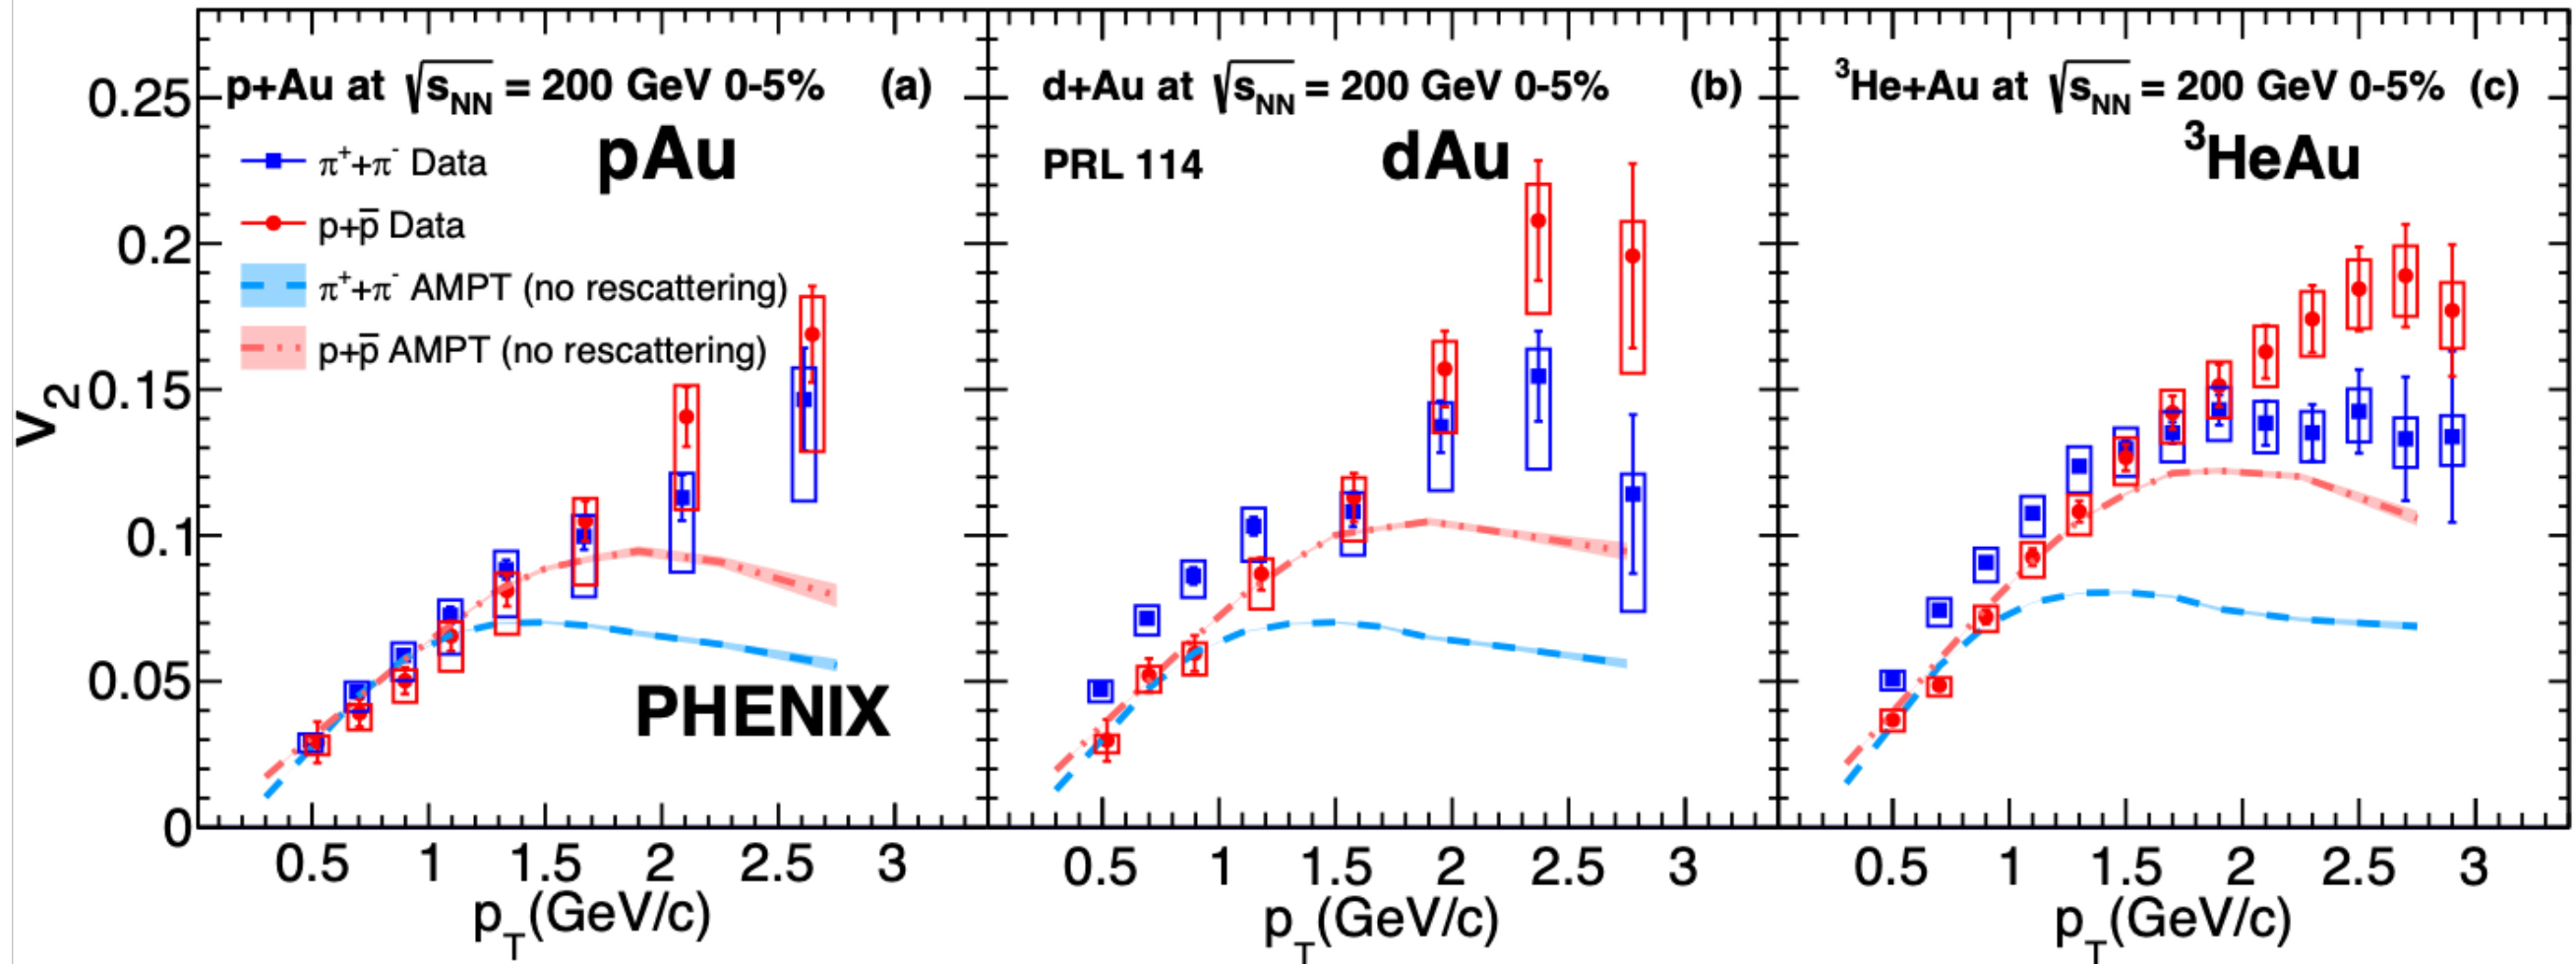 p+Au at √sNN = 200 GeV 0-5% (a)
pAu
π⁺+π⁻ Data
p+p̄ Data
π⁺+π⁻ AMPT (no rescattering)
p+p̄ AMPT (no rescattering)
PHENIX
d+Au at √sNN = 200 GeV 0-5% (b)
PRL 114
dAu
³He+Au at √sNN = 200 GeV 0-5% (c)
³HeAu
v₂
0.25
0.2
0.15
0.1
0.05
0
0.5 1 1.5 2 2.5 3
pT(GeV/c)
0.5 1 1.5 2 2.5 3
pT(GeV/c)
0.5 1 1.5 2 2.5 3
pT(GeV/c)